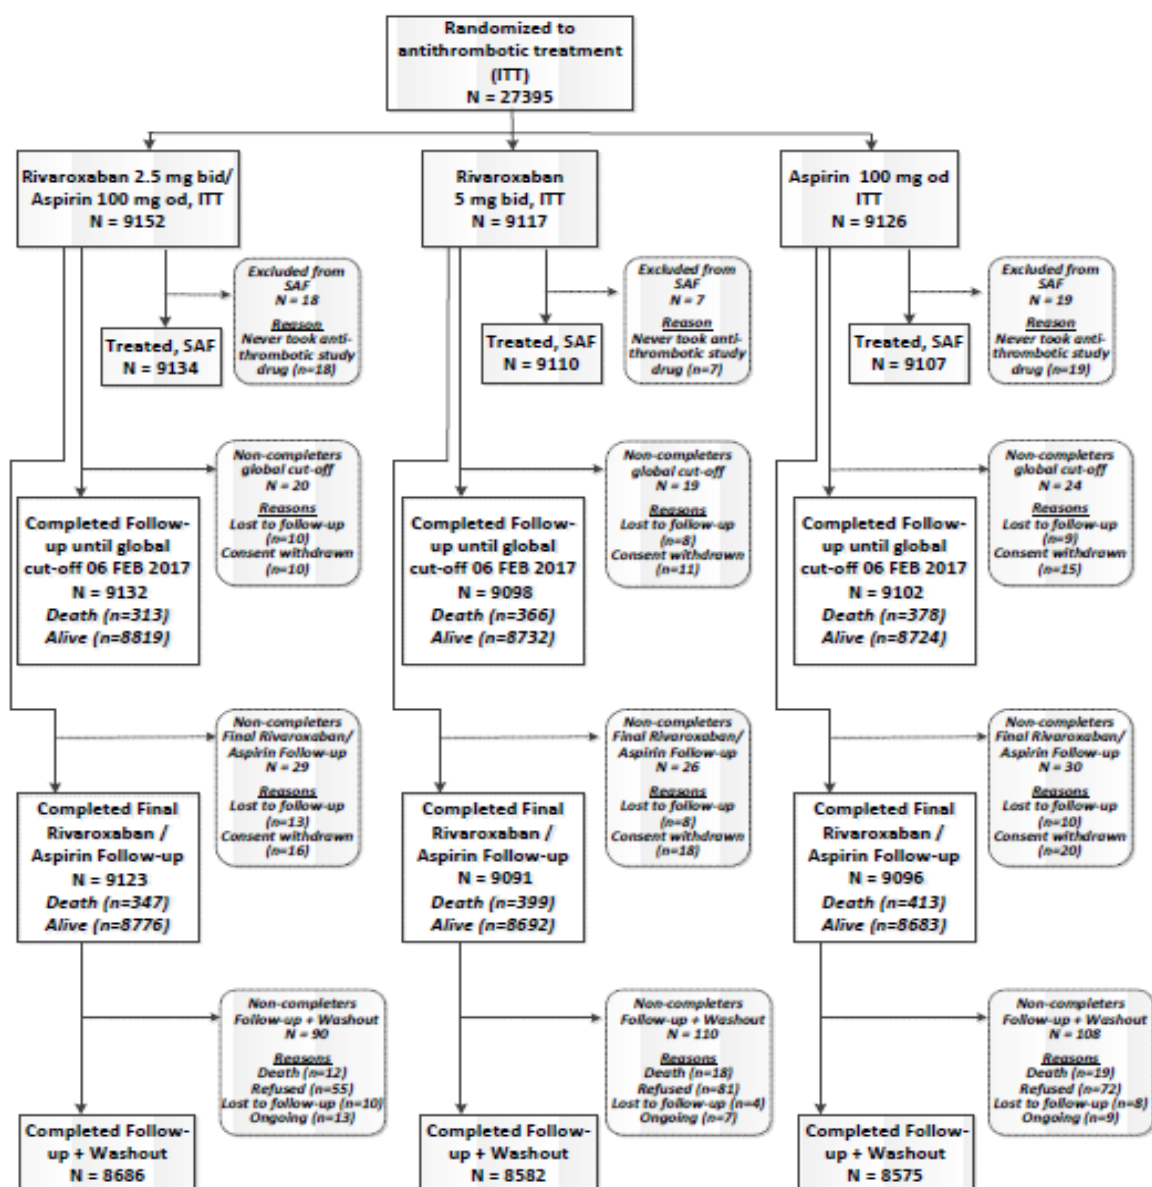 Randomized to
antithrombotic treatment
(ITT)
N = 27395
Rivaroxaban 2.5 mg bid/
Aspirin 100 mg od, ITT
N = 9152
Rivaroxaban
5 mg bid, ITT
N = 9117
Aspirin 100 mg od
ITT
N = 9126
Excluded from
SAF
N = 18
Reason
Never took anti-
thrombotic study
drug (n=18)
Treated, SAF
N = 9134
Excluded from
SAF
N = 7
Reason
Never took anti-
thrombotic study
drug (n=7)
Treated, SAF
N = 9110
Excluded from
SAF
N = 19
Reason
Never took anti-
thrombotic study
drug (n=19)
Treated, SAF
N = 9107
Non-completers
global cut-off
N = 20
Reasons
Lost to follow-up
(n=10)
Consent withdrawn
(n=10)
Completed Follow-
up until global
cut-off 06 FEB 2017
N = 9132
Death (n=313)
Alive (n=8819)
Non-completers
global cut-off
N = 19
Reasons
Lost to follow-up
(n=8)
Consent withdrawn
(n=11)
Completed Follow-
up until global
cut-off 06 FEB 2017
N = 9098
Death (n=366)
Alive (n=8732)
Non-completers
global cut-off
N = 24
Reasons
Lost to follow-up
(n=9)
Consent withdrawn
(n=15)
Completed Follow-
up until global
cut-off 06 FEB 2017
N = 9102
Death (n=378)
Alive (n=8724)
Non-completers
Final Rivaroxaban/
Aspirin Follow-up
N = 29
Reasons
Lost to follow-up
(n=13)
Consent withdrawn
(n=16)
Completed Final
Rivaroxaban /
Aspirin Follow-up
N = 9123
Death (n=347)
Alive (n=8776)
Non-completers
Final Rivaroxaban/
Aspirin Follow-up
N = 26
Reasons
Lost to follow-up
(n=8)
Consent withdrawn
(n=18)
Completed Final
Rivaroxaban /
Aspirin Follow-up
N = 9091
Death (n=399)
Alive (n=8692)
Non-completers
Final Rivaroxaban/
Aspirin Follow-up
N = 30
Reasons
Lost to follow-up
(n=10)
Consent withdrawn
(n=20)
Completed Final
Rivaroxaban /
Aspirin Follow-up
N = 9096
Death (n=413)
Alive (n=8683)
Non-completers
Follow-up + Washout
N = 90
Reasons
Death (n=12)
Refused (n=55)
Lost to follow-up (n=10)
Ongoing (n=13)
Completed Follow-
up + Washout
N = 8686
Non-completers
Follow-up + Washout
N = 110
Reasons
Death (n=18)
Refused (n=81)
Lost to follow-up (n=4)
Ongoing (n=7)
Completed Follow-
up + Washout
N = 8582
Non-completers
Follow-up + Washout
N = 108
Reasons
Death (n=19)
Refused (n=72)
Lost to follow-up (n=8)
Ongoing (n=9)
Completed Follow-
up + Washout
N = 8575